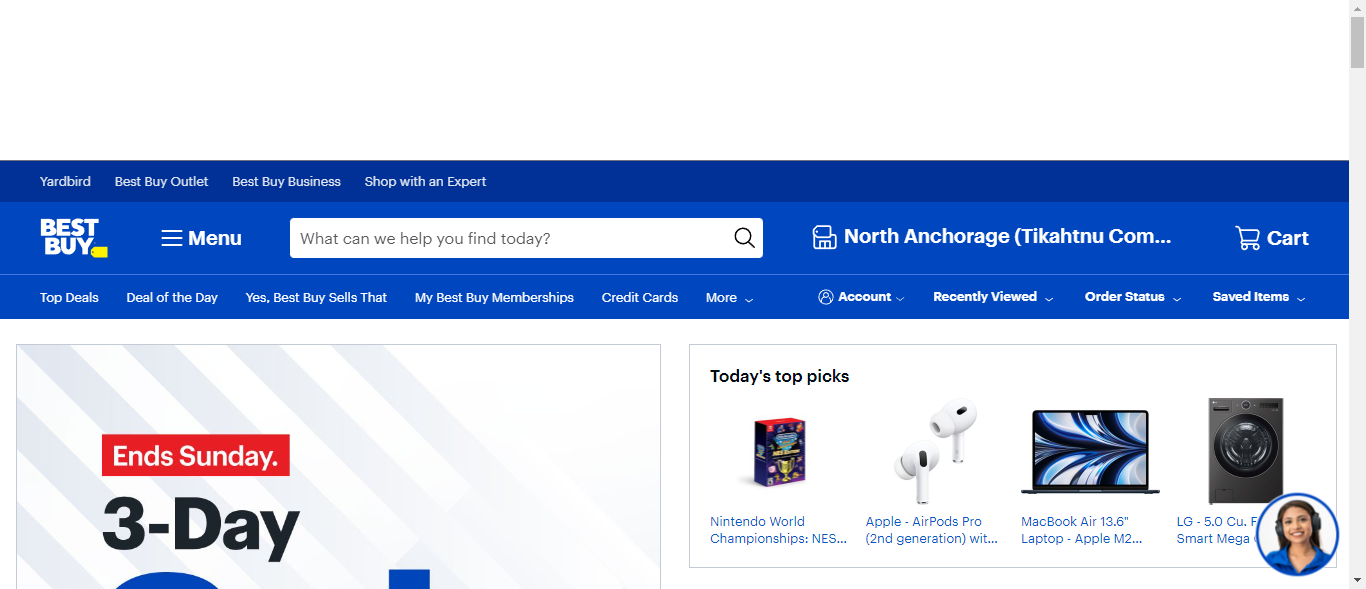 Yardbird Best Buy Outlet Best Buy Business Shop with an Expert
BEST
BUY
Menu
What can we help you find today?
North Anchorage (Tikahtnu Com...
Cart
Top Deals Deal of the Day Yes, Best Buy Sells That My Best Buy Memberships Credit Cards More
Account Recently Viewed Order Status Saved Items
Ends Sunday.
3-Day
Today's top picks
Nintendo World
Championships: NES...
Apple - AirPods Pro
(2nd generation) wit...
MacBook Air 13.6"
Laptop - Apple M2...
LG - 5.0 Cu. F
Smart Mega